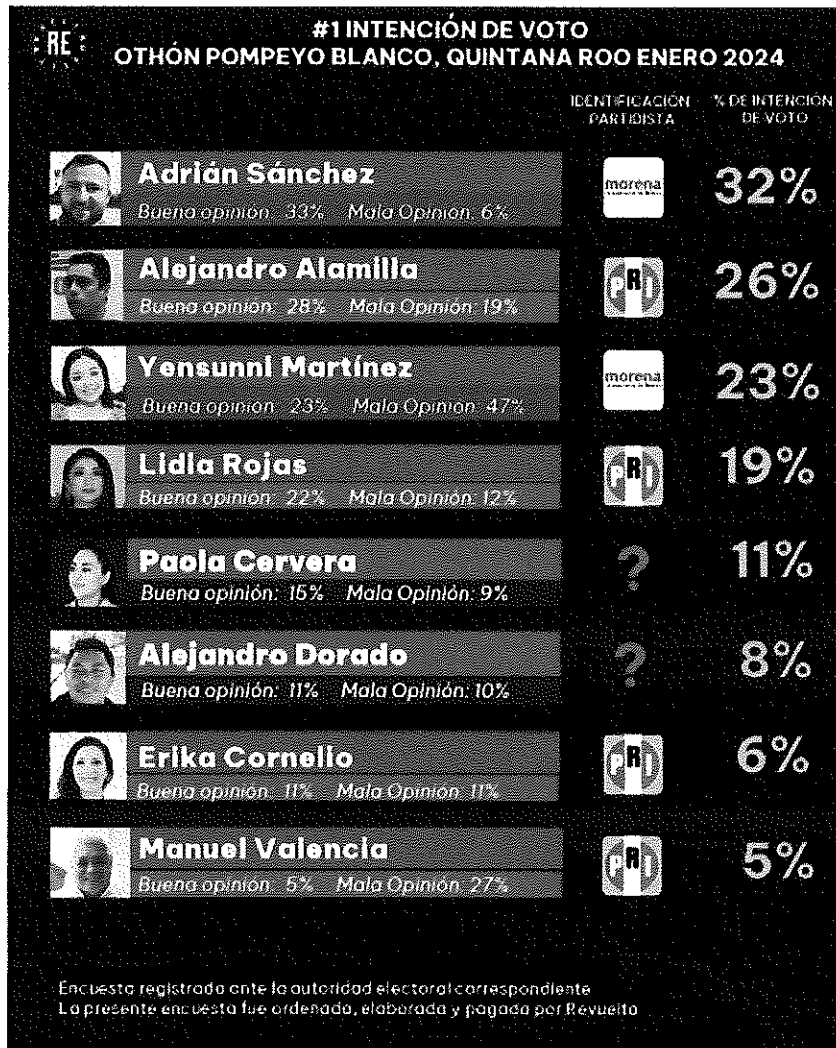 RE
#1 INTENCIÓN DE VOTO
OTHÓN POMPEYO BLANCO, QUINTANA ROO ENERO 2024
IDENTIFICACIÓN PARTIDISTA
% DE INTENCIÓN DE VOTO
Adrián Sánchez
Buena opinión: 33% Mala Opinión: 6%
morena
32%
Alejandro Alamilla
Buena opinión: 28% Mala Opinión: 19%
PRI
26%
Yensunni Martínez
Buena opinión: 23% Mala Opinión: 47%
morena
23%
Lidia Rojas
Buena opinión: 22% Mala Opinión: 12%
PRI
19%
Paola Cervera
Buena opinión: 15% Mala Opinión: 9%
?
11%
Alejandro Dorado
Buena opinión: 11% Mala Opinión: 10%
?
8%
Erika Cornelio
Buena opinión: 11% Mala Opinión: 11%
PRI
6%
Manuel Valencia
Buena opinión: 5% Mala Opinión: 27%
PRI
5%
Encuesta registrada ante la autoridad electoral correspondiente
La presente encuesta fue ordenada, elaborada y pagada por Revuelta